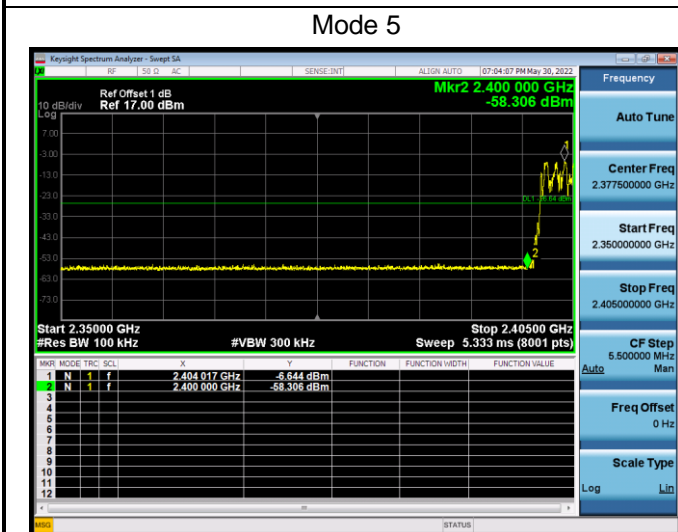 Mode 5
Keysight Spectrum Analyzer - Swept SA
RF 50 Ω AC SENSE:INT ALIGN AUTO 07:04:07 PM May 30, 2022
Mkr2 2.400 000 GHz
-58.306 dBm
Ref Offset 1 dB
10 dB/div Ref 17.00 dBm
Log
7.00
-3.00
-13.0
-23.0
-33.0
-43.0
-53.0
-63.0
-73.0
1
2
Start 2.35000 GHz Stop 2.40500 GHz
#Res BW 100 kHz #VBW 300 kHz Sweep 5.333 ms (8001 pts)
MKR MODE TRC SCL X Y FUNCTION FUNCTION WIDTH FUNCTION VALUE
1 N 1 f 2.404 017 GHz -6.644 dBm
2 N 1 f 2.400 000 GHz -58.306 dBm
3
4
5
6
7
8
9
10
11
12
MSG STATUS
Frequency
Auto Tune
Center Freq
2.377500000 GHz
Start Freq
2.350000000 GHz
Stop Freq
2.405000000 GHz
CF Step
5.500000 MHz
Auto Man
Freq Offset
0 Hz
Scale Type
Log Lin